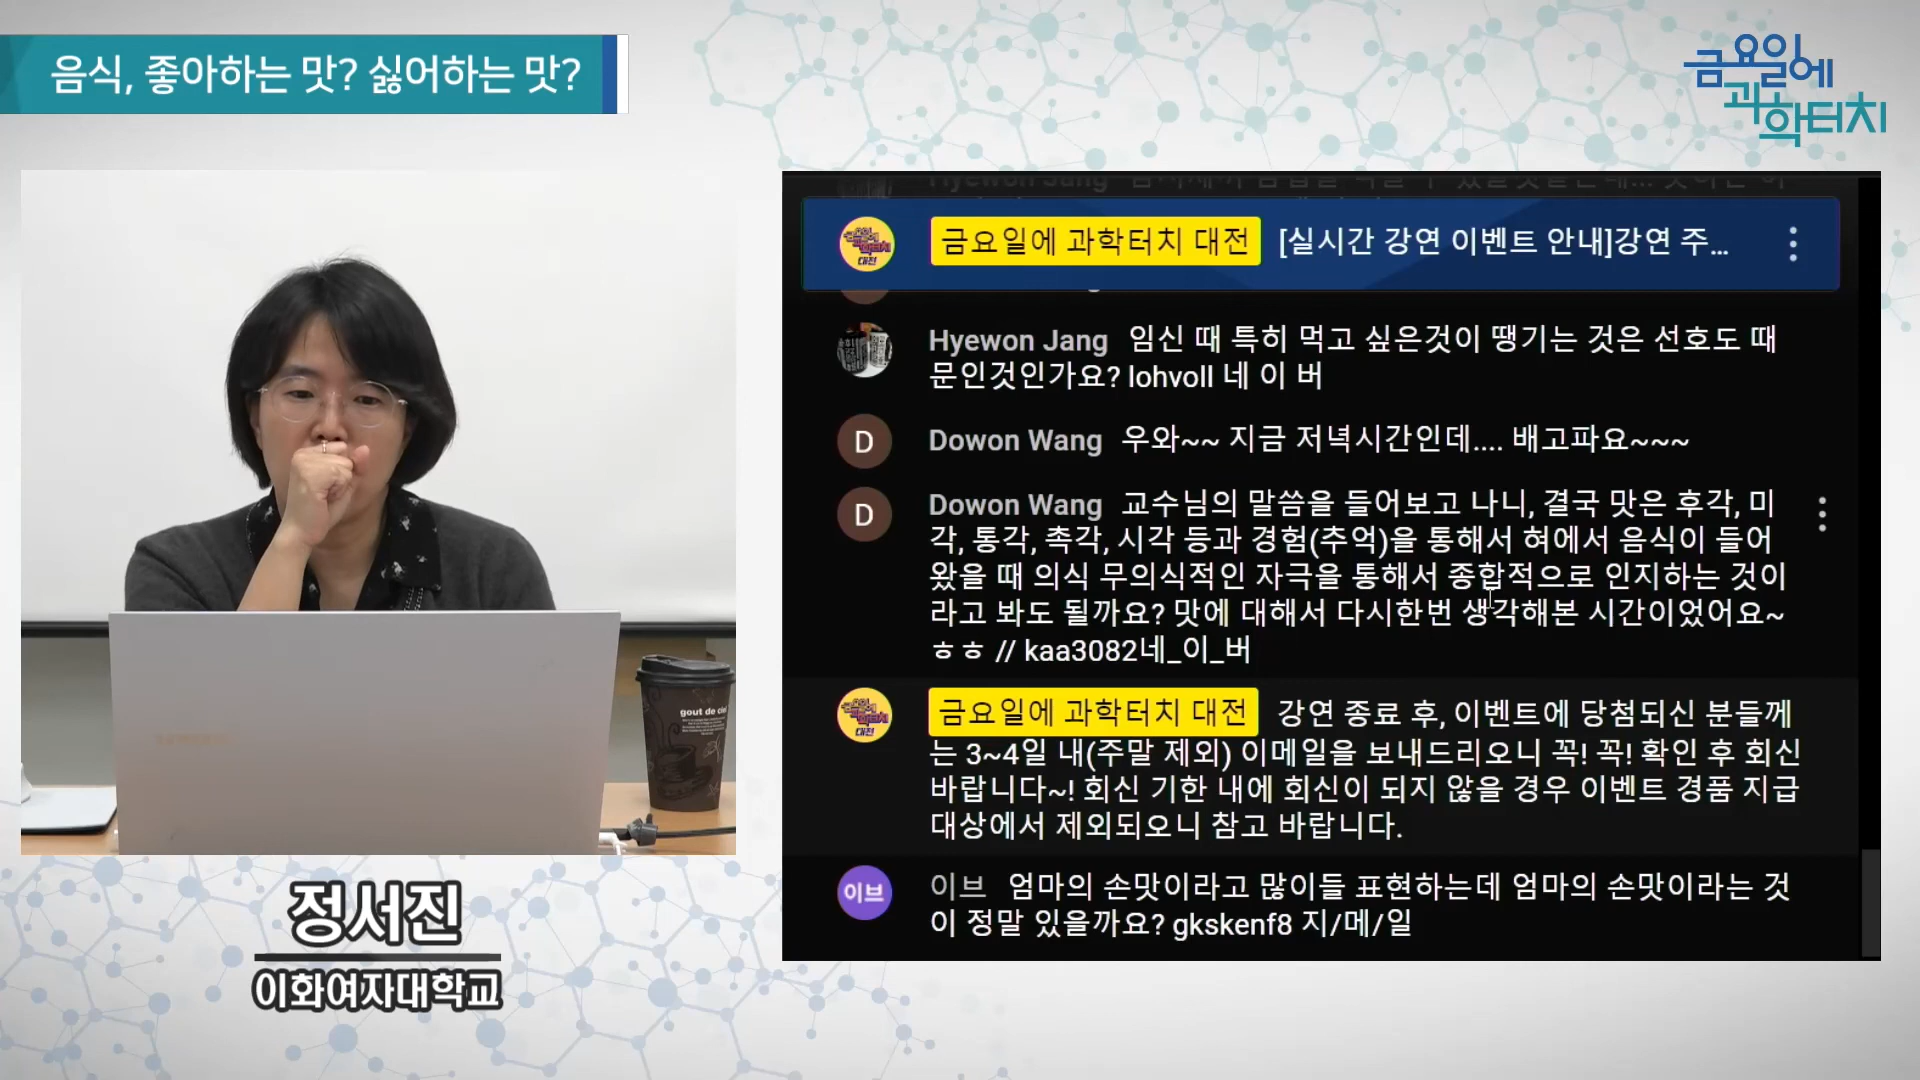 음식, 좋아하는 맛? 싫어하는 맛?
금요일에
과학터치
금요일에 과학터치 대전 [실시간 강연 이벤트 안내]강연 주...
Hyewon Jang 임신 때 특히 먹고 싶은것이 땡기는 것은 선호도 때
문인것인가요? lohvoll 네 이 버
D Dowon Wang 우와~~ 지금 저녁시간인데.... 배고파요~~~
D Dowon Wang 교수님의 말씀을 들어보고 나니, 결국 맛은 후각, 미
각, 통각, 촉각, 시각 등과 경험(추억)을 통해서 혀에서 음식이 들어
왔을 때 의식 무의식적인 자극을 통해서 종합적으로 인지하는 것이
라고 봐도 될까요? 맛에 대해서 다시한번 생각해본 시간이었어요~
ㅎㅎ // kaa3082네_이_버
금요일에 과학터치 대전 강연 종료 후, 이벤트에 당첨되신 분들께
는 3~4일 내(주말 제외) 이메일을 보내드리오니 꼭! 꼭! 확인 후 회신
바랍니다~! 회신 기한 내에 회신이 되지 않을 경우 이벤트 경품 지급
대상에서 제외되오니 참고 바랍니다.
이브 이브 엄마의 손맛이라고 많이들 표현하는데 엄마의 손맛이라는 것
이 정말 있을까요? gkskenf8 지/메/일
gout de ciel
정서진
이화여자대학교